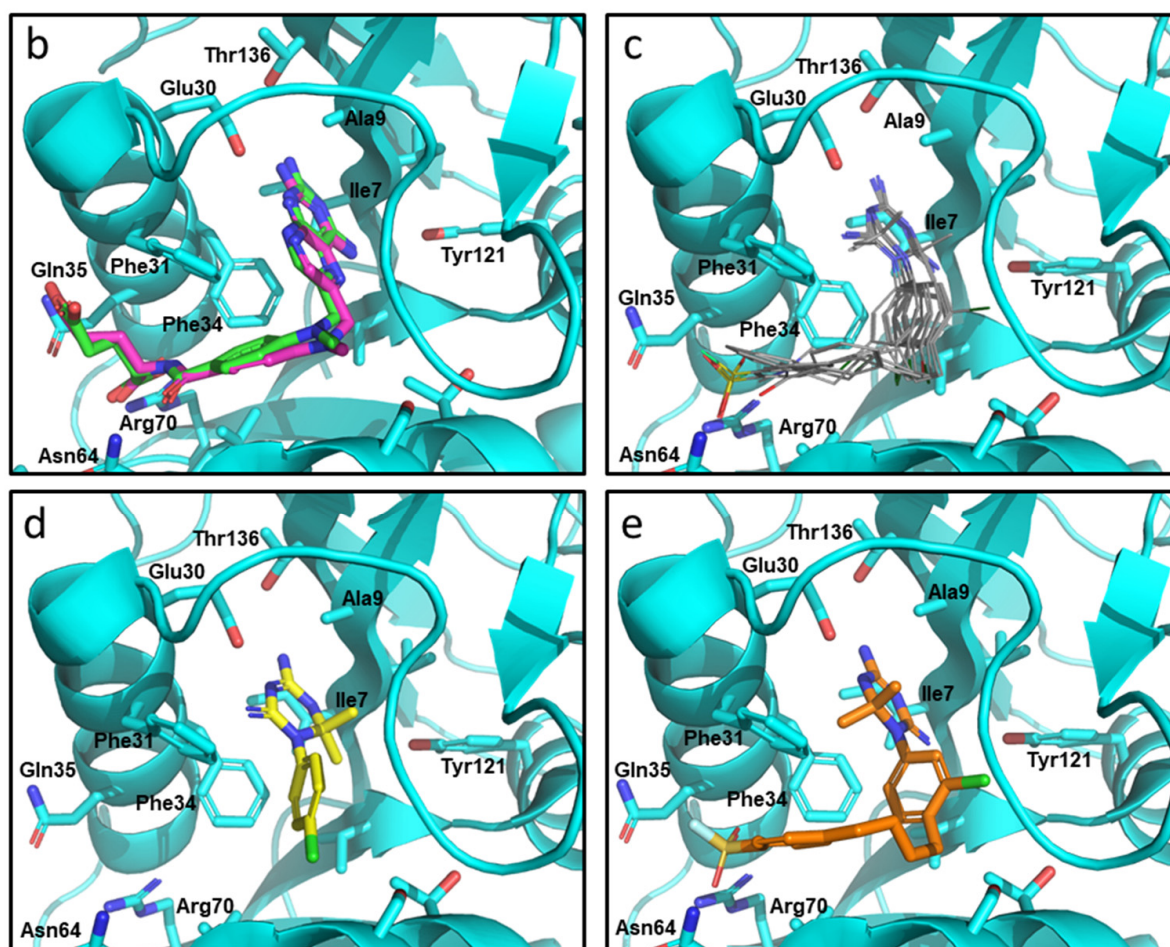 b
Thr136
Glu30
Ala9
Ile7
Tyr121
Phe31
Gln35
Phe34
Arg70
Asn64
c
Thr136
Glu30
Ala9
Ile7
Phe31
Tyr121
Gln35
Phe34
Arg70
Asn64
d
Thr136
Glu30
Ala9
Ile7
Phe31
Tyr121
Gln35
Phe34
Arg70
Asn64
e
Thr136
Glu30
Ala9
Ile7
Phe31
Tyr121
Gln35
Phe34
Arg70
Asn64